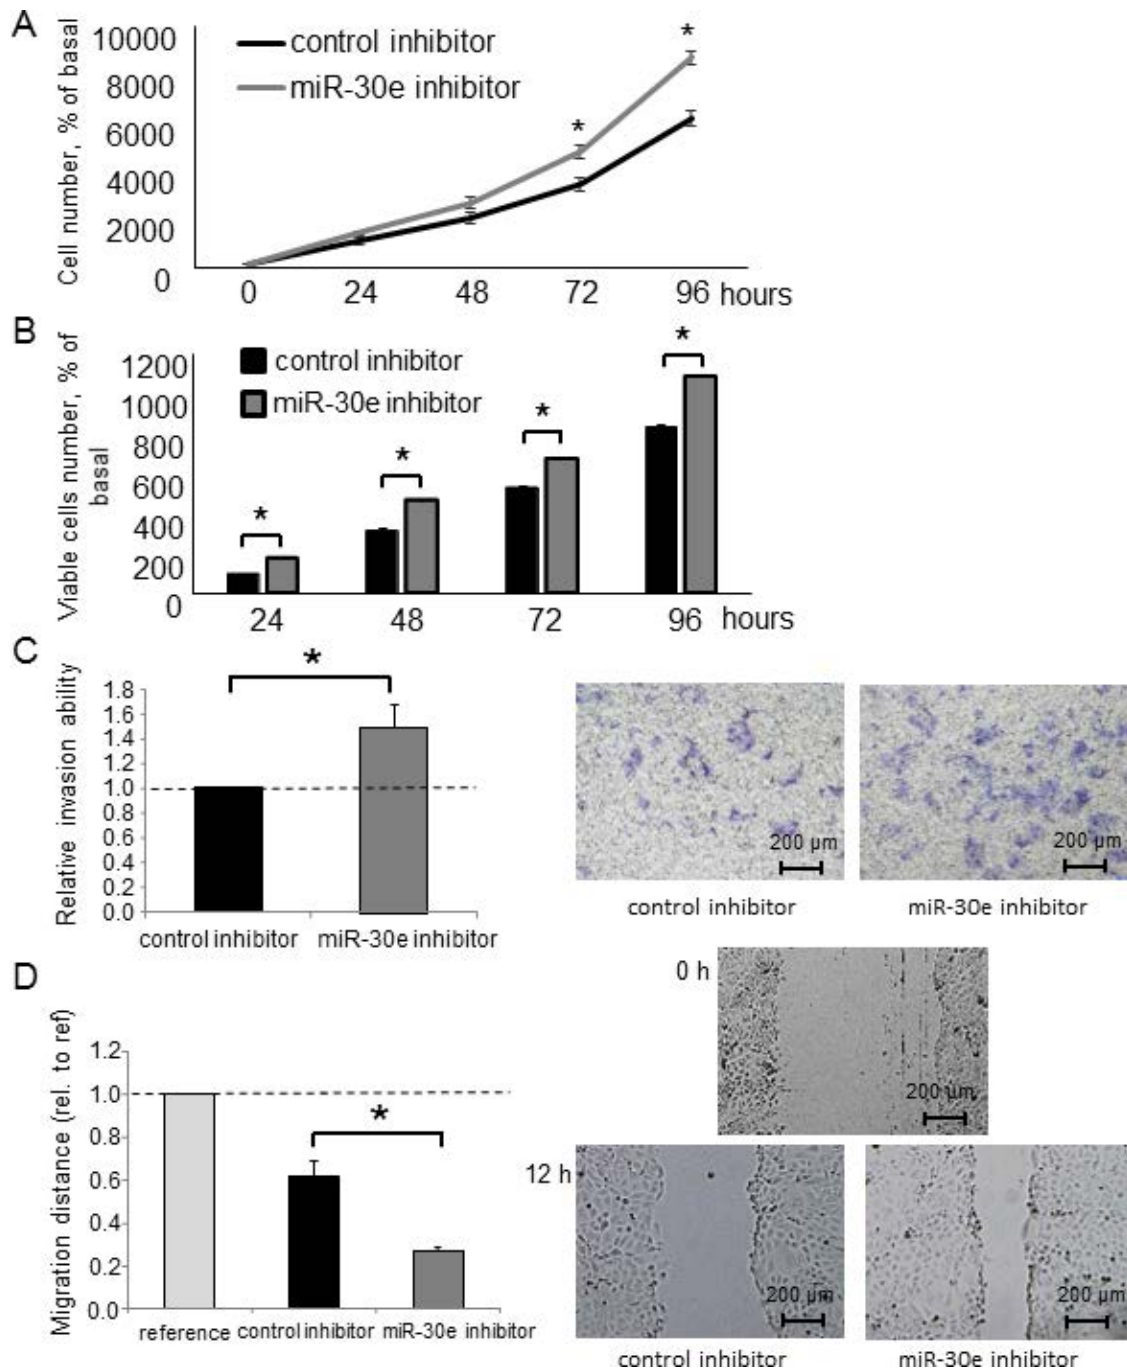 A
Cell number, % of basal
10000
8000
6000
4000
2000
0
control inhibitor
miR-30e inhibitor
*
*
0 24 48 72 96 hours
B
Viable cells number, % of
basal
1200
1000
800
600
400
200
0
control inhibitor
miR-30e inhibitor
*
*
*
*
24 48 72 96 hours
C
Relative invasion ability
1.8
1.6
1.4
1.2
1.0
0.8
0.6
0.4
0.2
0.0
*
control inhibitor miR-30e inhibitor
200 µm
200 µm
control inhibitor
miR-30e inhibitor
D
Migration distance (rel. to ref)
1.2
1.0
0.8
0.6
0.4
0.2
0.0
*
reference control inhibitor miR-30e inhibitor
0 h
200 µm
12 h
200 µm
200 µm
control inhibitor
miR-30e inhibitor